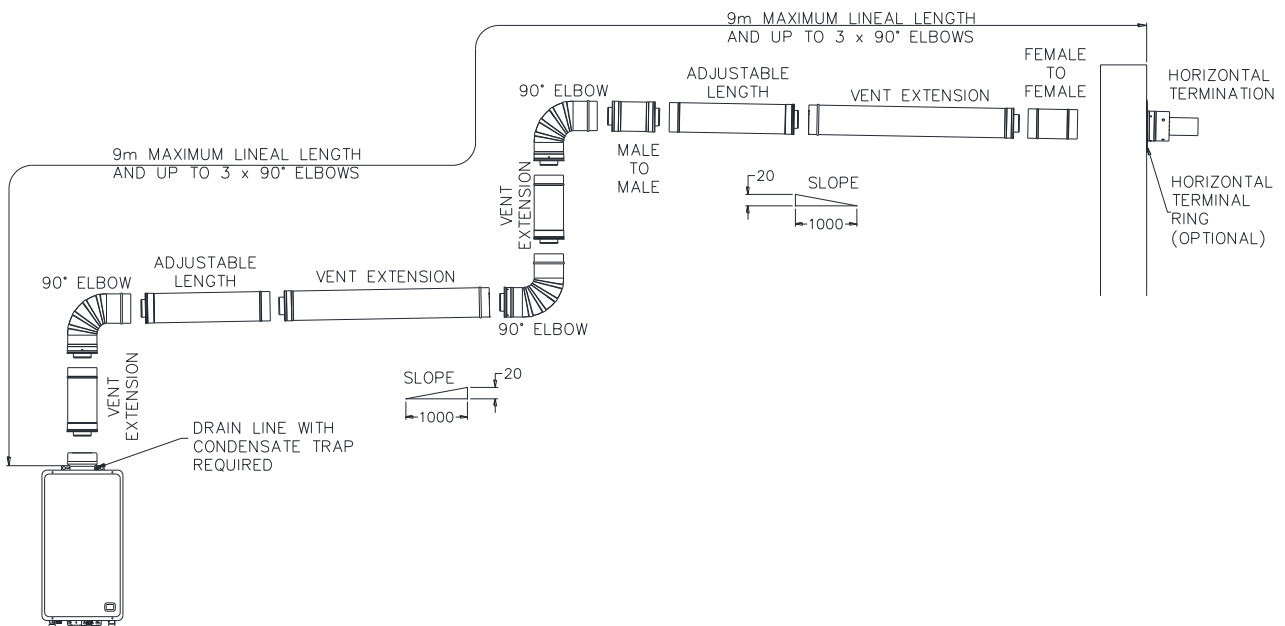 9m MAXIMUM LINEAL LENGTH
AND UP TO 3 x 90° ELBOWS
FEMALE
TO
FEMALE
HORIZONTAL
TERMINATION
90° ELBOW
ADJUSTABLE
LENGTH
VENT EXTENSION
MALE
TO
MALE
9m MAXIMUM LINEAL LENGTH
AND UP TO 3 x 90° ELBOWS
VENT
EXTENSION
20
SLOPE
1000
HORIZONTAL
TERMINAL
RING
(OPTIONAL)
90° ELBOW
ADJUSTABLE
LENGTH
VENT EXTENSION
90° ELBOW
VENT
EXTENSION
SLOPE
20
1000
DRAIN LINE WITH
CONDENSATE TRAP
REQUIRED